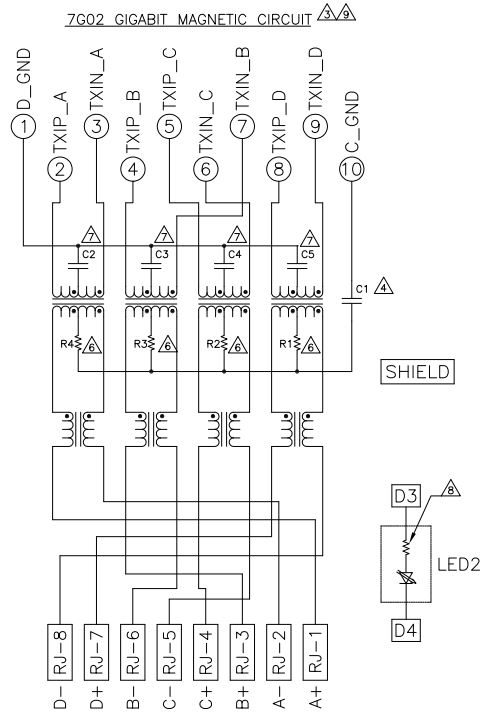 7G02 GIGABIT MAGNETIC CIRCUIT 3 9
D_GND
TXIP_A
TXIN_A
TXIP_B
TXIP_C
TXIN_C
TXIN_B
TXIP_D
TXIN_D
C_GND
1 2 3 4 5 6 7 8 9 10
7 7 7 7
C2 C3 C4 C5
C1 4
R4 6 R3 6 R2 6 R1 6
SHIELD
8
D3
LED2
D4
RJ-8 RJ-7 RJ-6 RJ-5 RJ-4 RJ-3 RJ-2 RJ-1
D- D+ B- C- C+ B+ A- A+